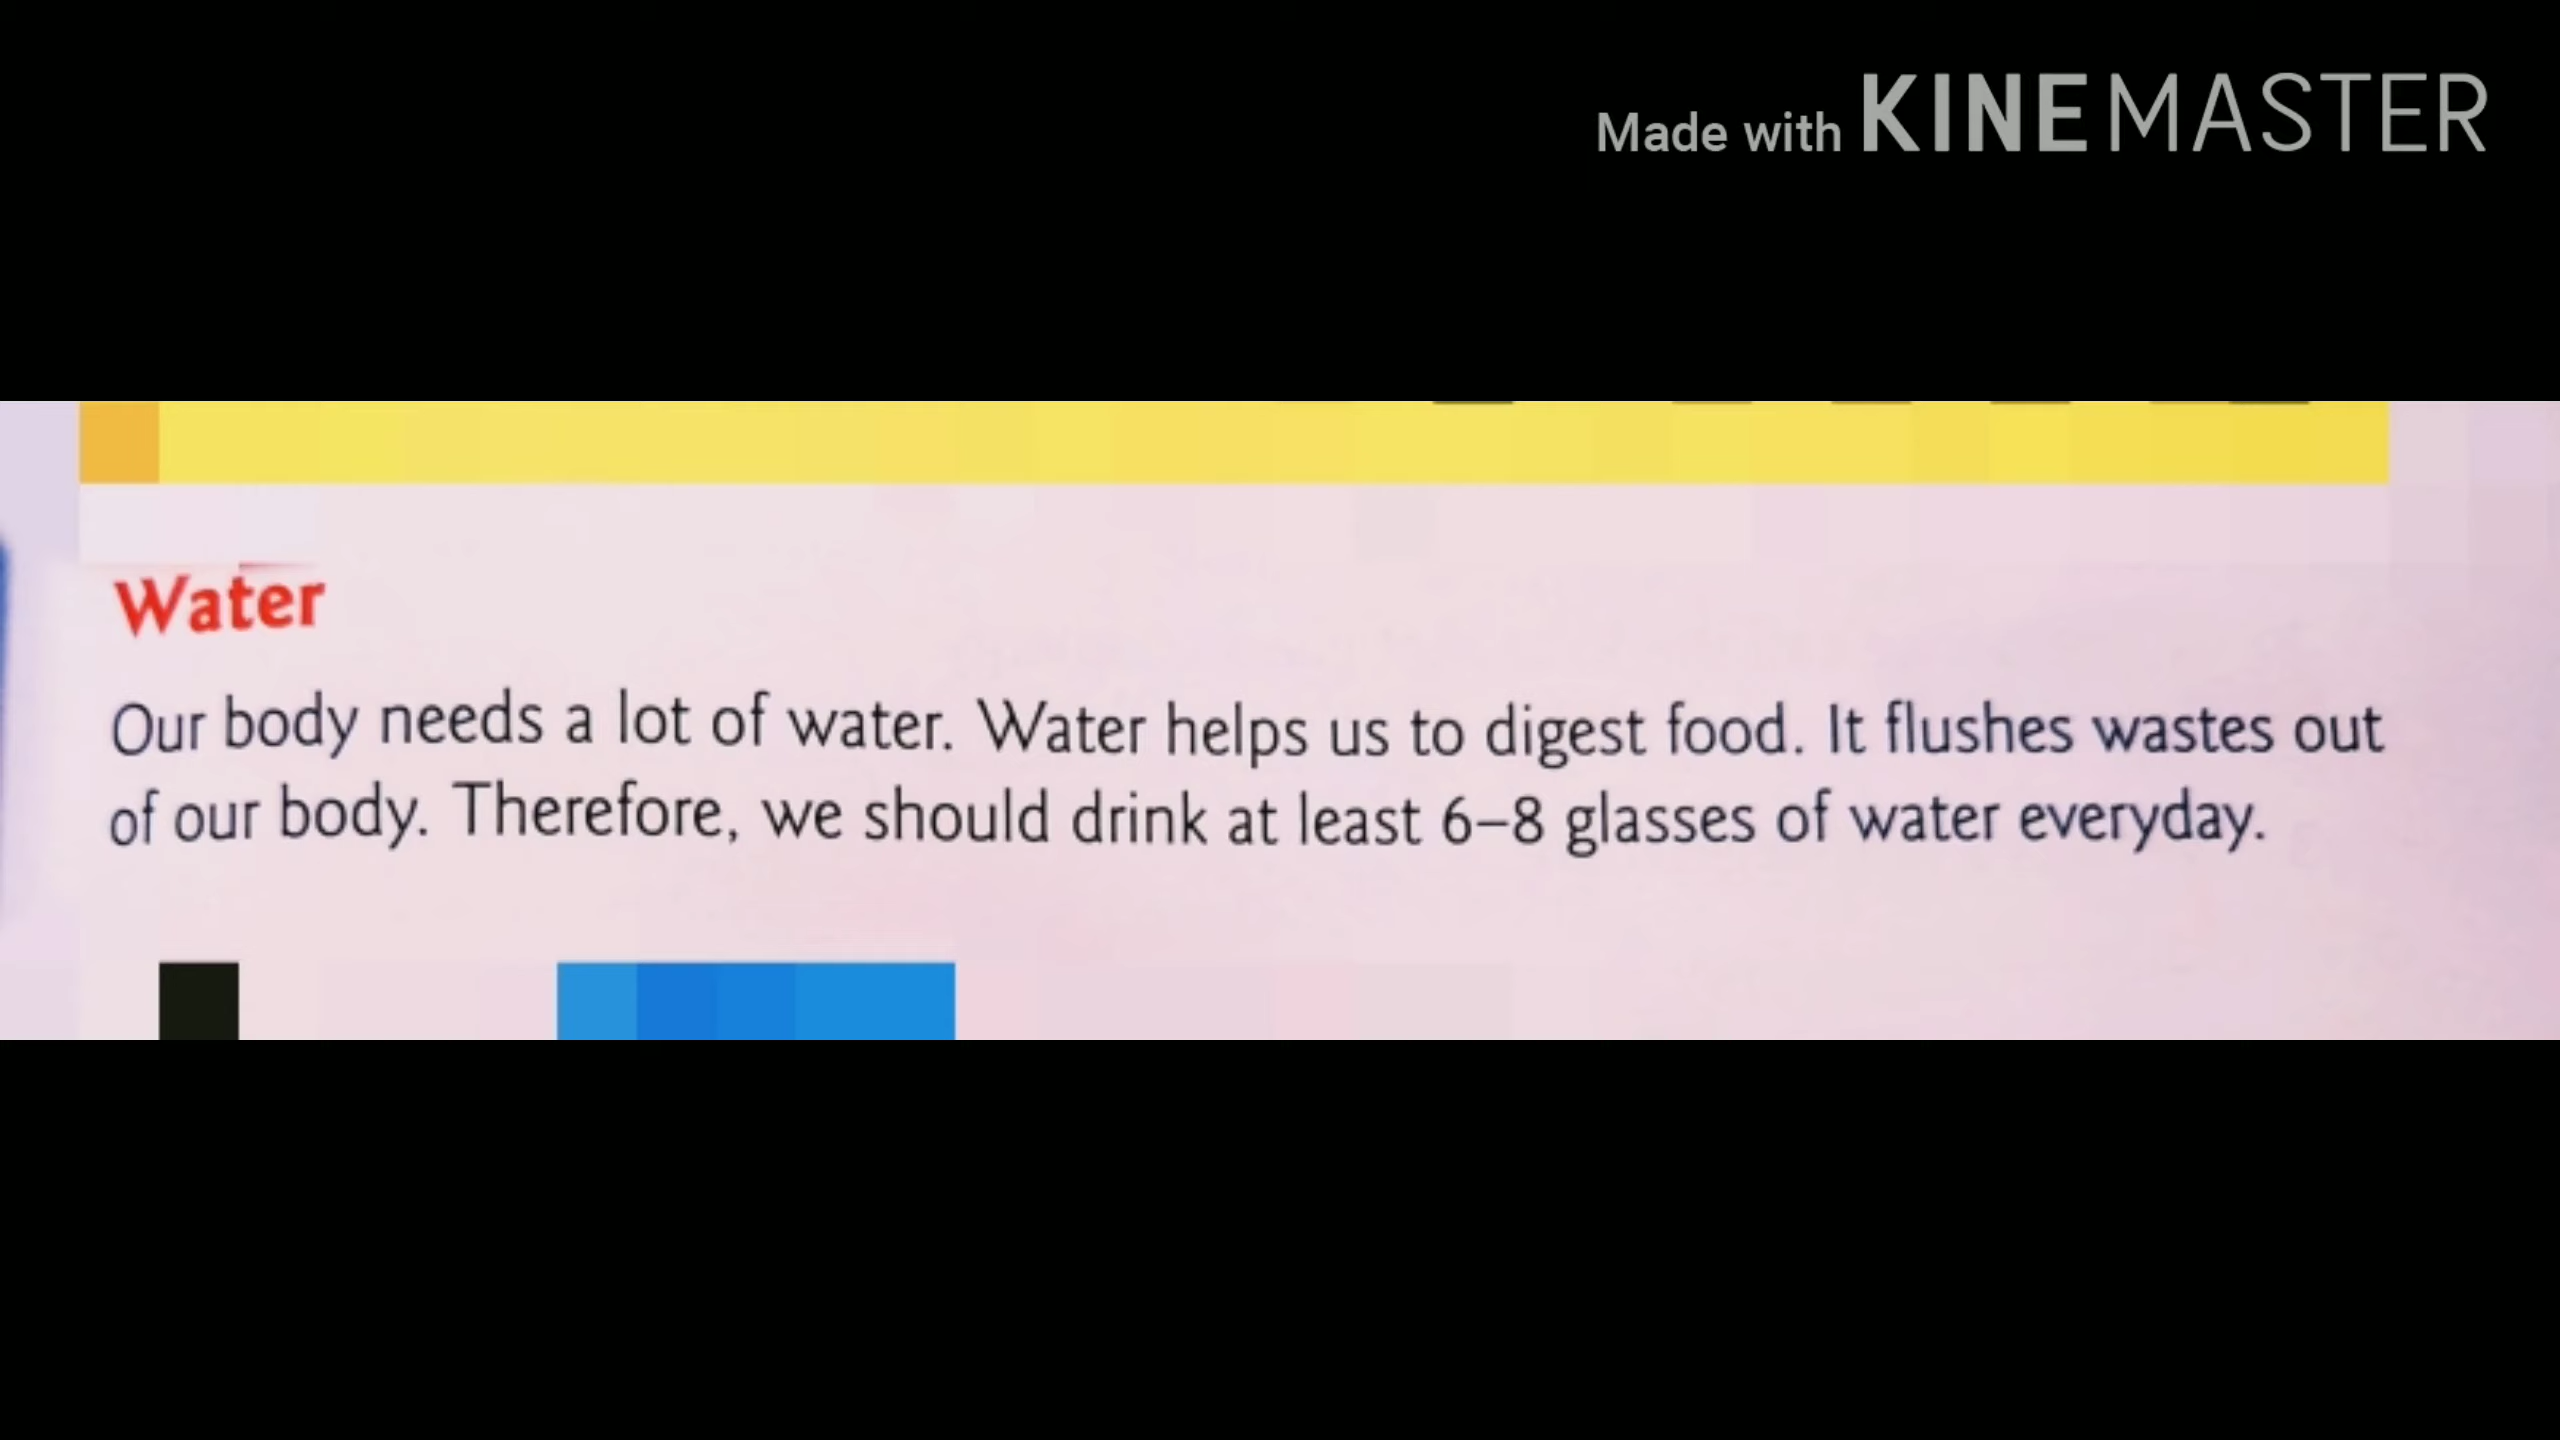 Made with KINEMASTER
Water
Our body needs a lot of water. Water helps us to digest food. It flushes wastes out
of our body. Therefore, we should drink at least 6–8 glasses of water everyday.